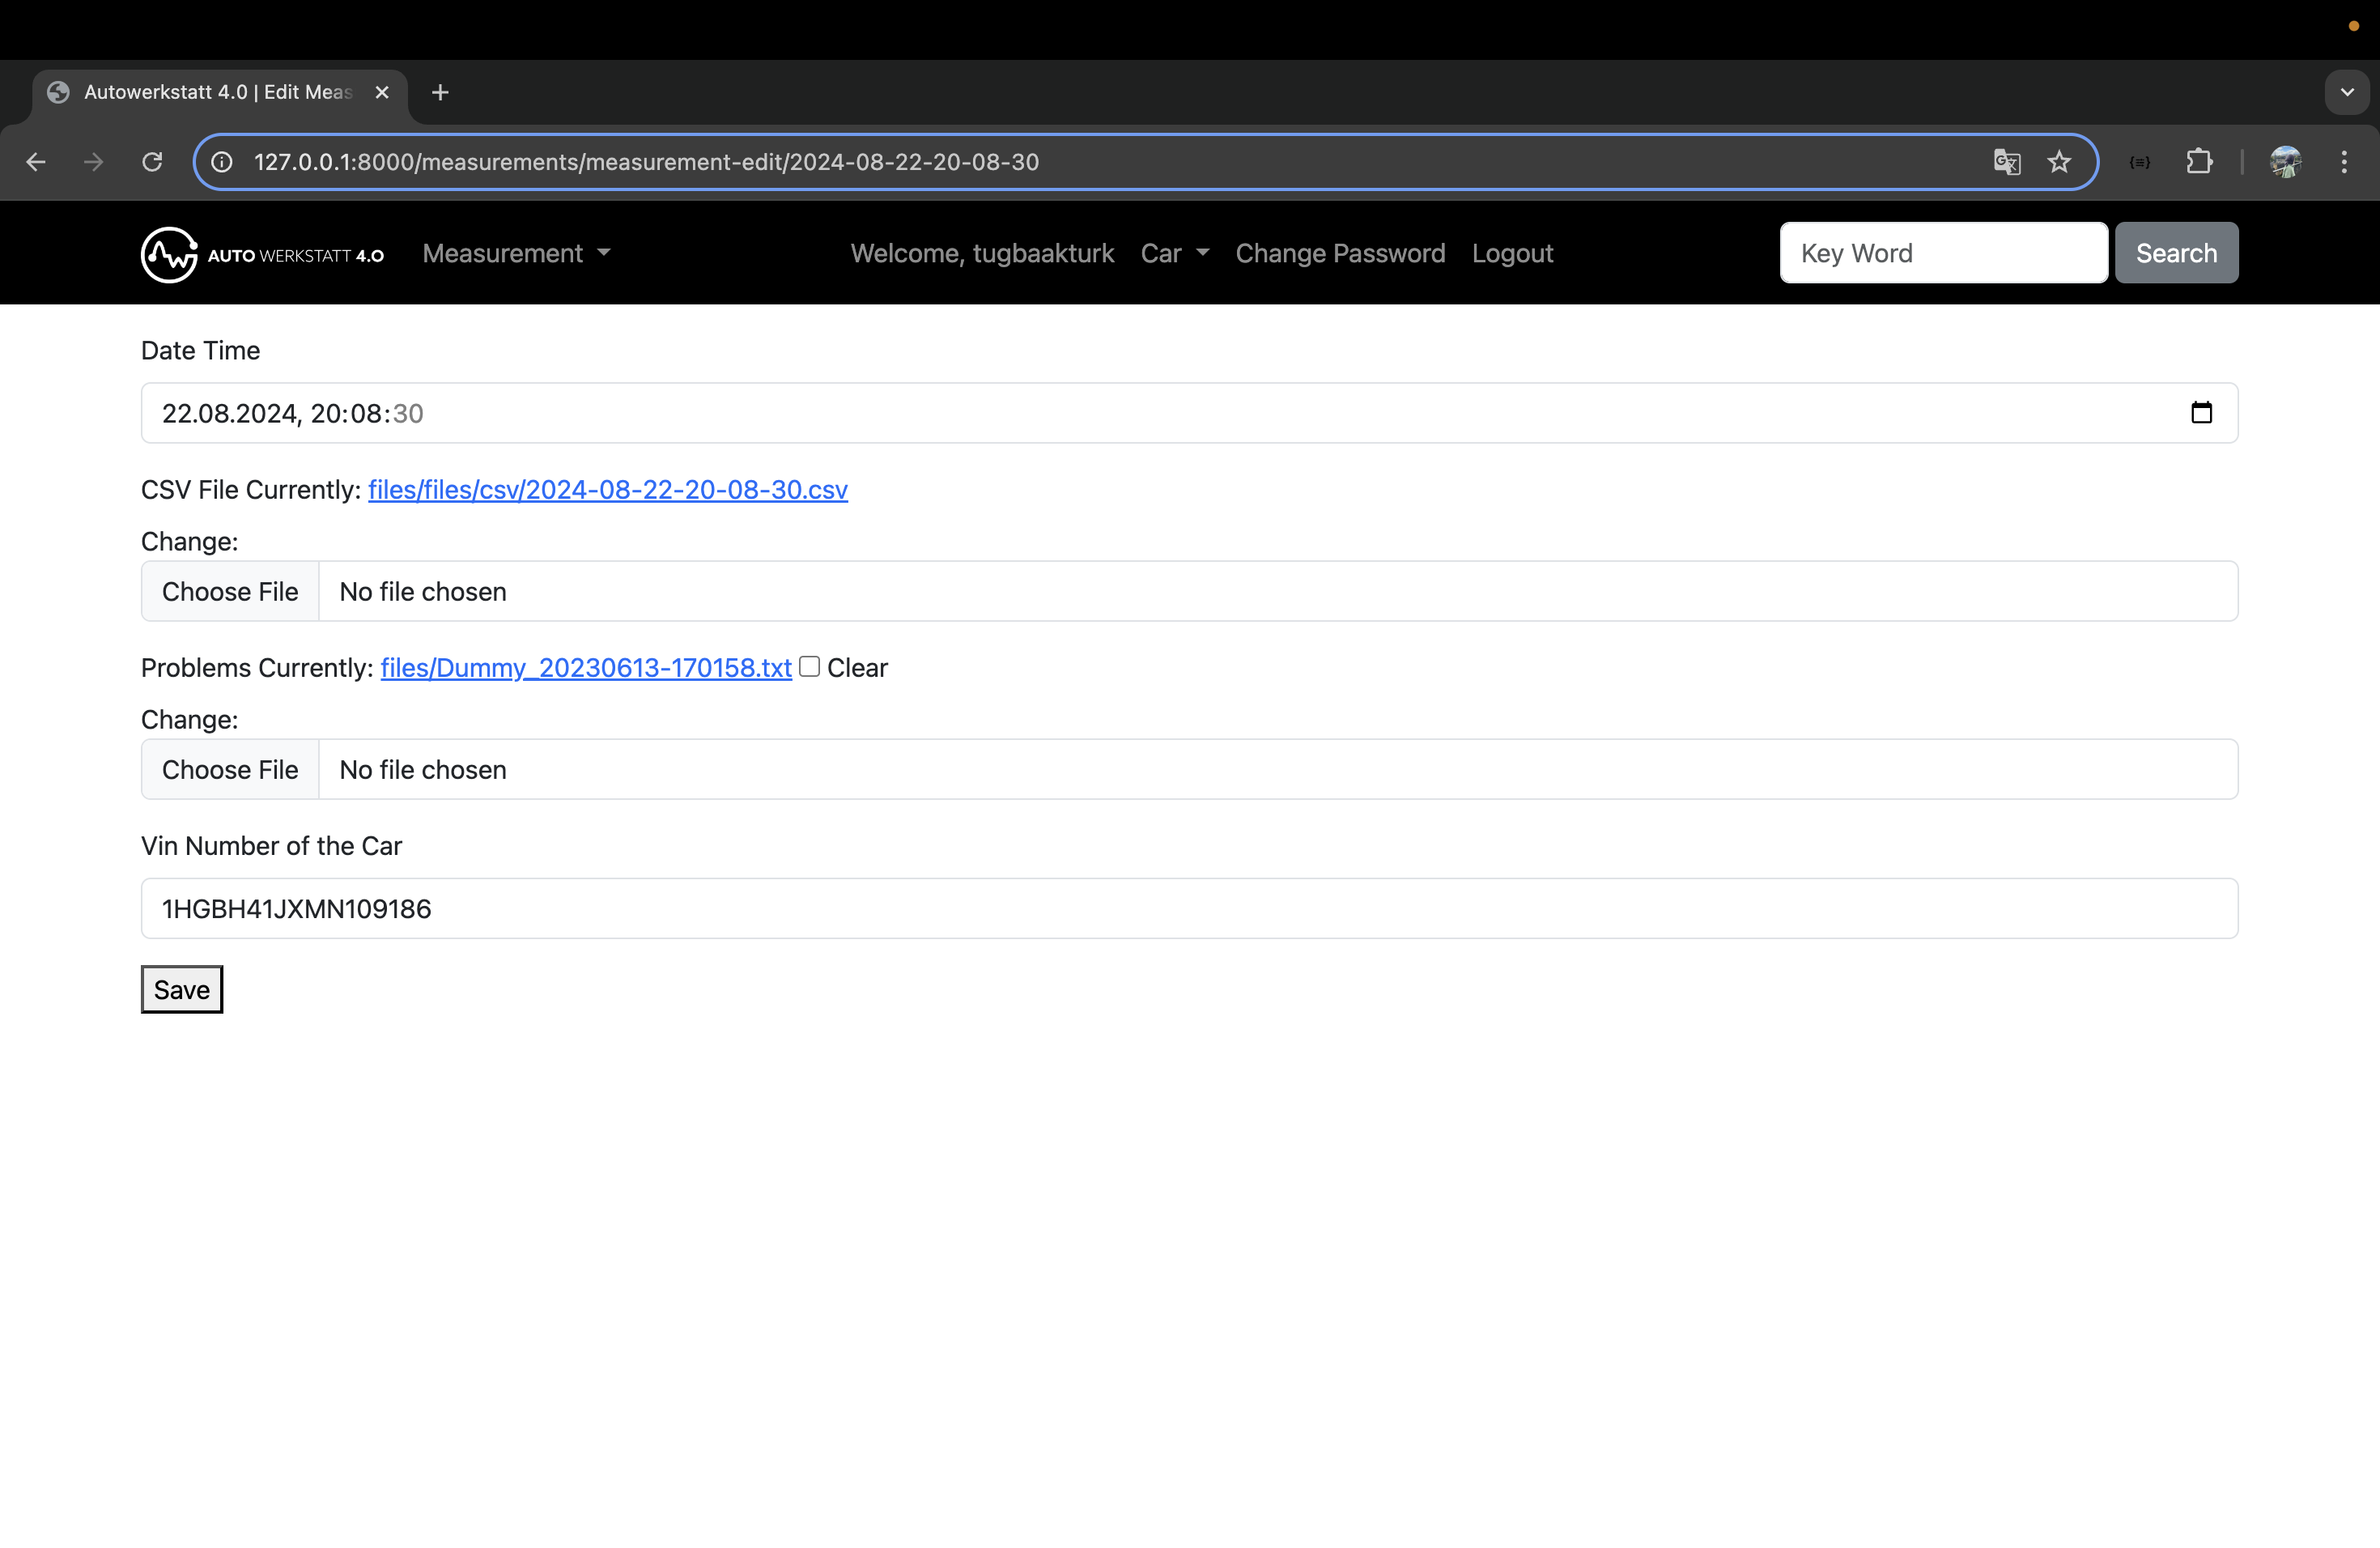 Autowerkstatt 4.0 | Edit Meas
127.0.0.1:8000/measurements/measurement-edit/2024-08-22-20-08-30
AUTO WERKSTATT 4.0 Measurement Welcome, tugbaakturk Car Change Password Logout Key Word Search
Date Time
22.08.2024, 20:08:30
CSV File Currently: files/files/csv/2024-08-22-20-08-30.csv
Change:
Choose File No file chosen
Problems Currently: files/Dummy_20230613-170158.txt Clear
Change:
Choose File No file chosen
Vin Number of the Car
1HGBH41JXMN109186
Save